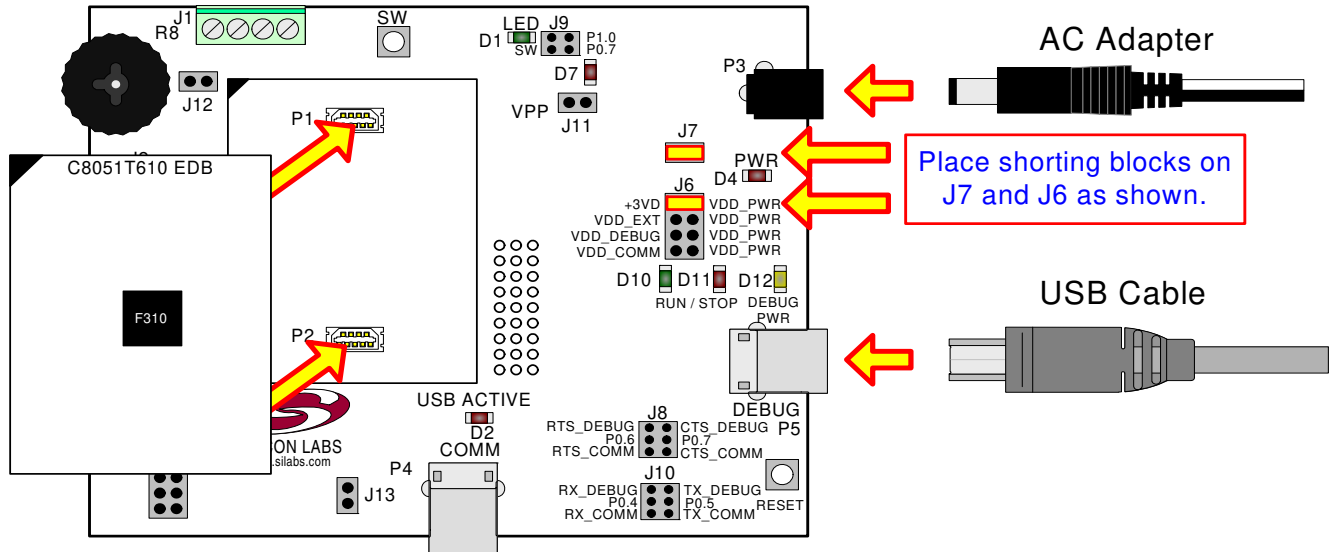 J1
R8
SW
LED
J9
D1
SW
P1.0
P0.7
D7
VPP
J11
J12
P1
P3
AC Adapter
J7
PWR
D4
Place shorting blocks on
J7 and J6 as shown.
C8051T610 EDB
F310
J6
+3VD VDD_PWR
VDD_EXT VDD_PWR
VDD_DEBUG VDD_PWR
VDD_COMM VDD_PWR
D10 D11 D12
RUN / STOP DEBUG
PWR
USB Cable
P2
DEBUG
P5
USB ACTIVE
D2
COMM
P4
CON LABS
.silabs.com
J13
J8
RTS_DEBUG CTS_DEBUG
P0.6 P0.7
RTS_COMM CTS_COMM
J10
RX_DEBUG TX_DEBUG
P0.4 P0.5
RX_COMM TX_COMM
RESET